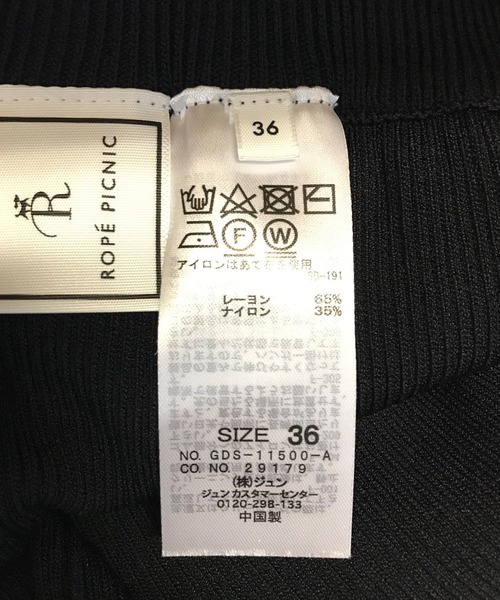 R
ROPÉ PICNIC
36
F
W
アイロンはあて布を使用
レーヨン 65%
ナイロン 35%
SIZE 36
NO. GDS-11500-A
CO. NO. 29179
(株)ジュン
ジュン カスタマーセンター
0120-298-133
中国製